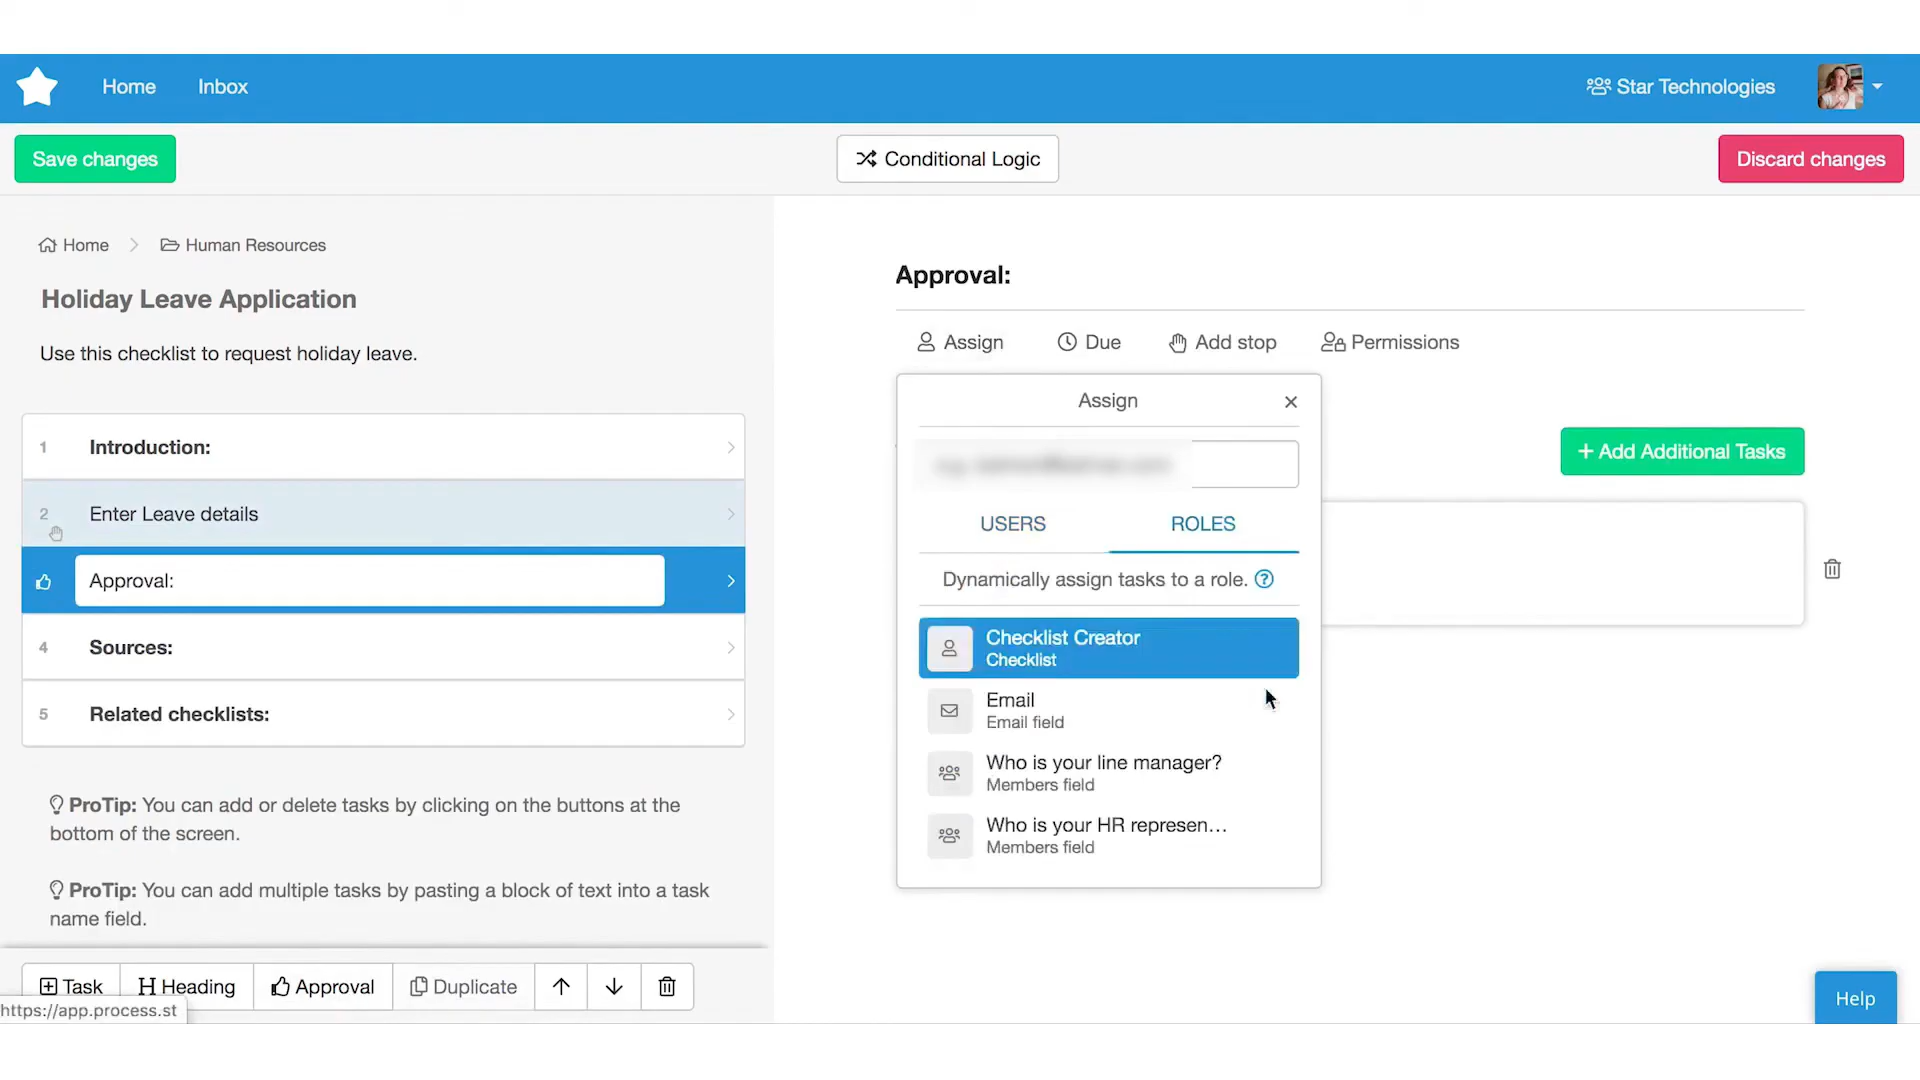 Home
Inbox
Star Technologies
Save changes
Conditional Logic
Discard changes
Home
Human Resources
Holiday Leave Application
Use this checklist to request holiday leave.
1 Introduction:
2 Enter Leave details
Approval:
4 Sources:
5 Related checklists:
ProTip: You can add or delete tasks by clicking on the buttons at the
bottom of the screen.
ProTip: You can add multiple tasks by pasting a block of text into a task
name field.
Task
Heading
Approval
Duplicate
https://app.process.st
Approval:
Assign
Due
Add stop
Permissions
Assign
USERS
ROLES
Dynamically assign tasks to a role.
Checklist Creator
Checklist
Email
Email field
Who is your line manager?
Members field
Who is your HR represen...
Members field
+ Add Additional Tasks
Help